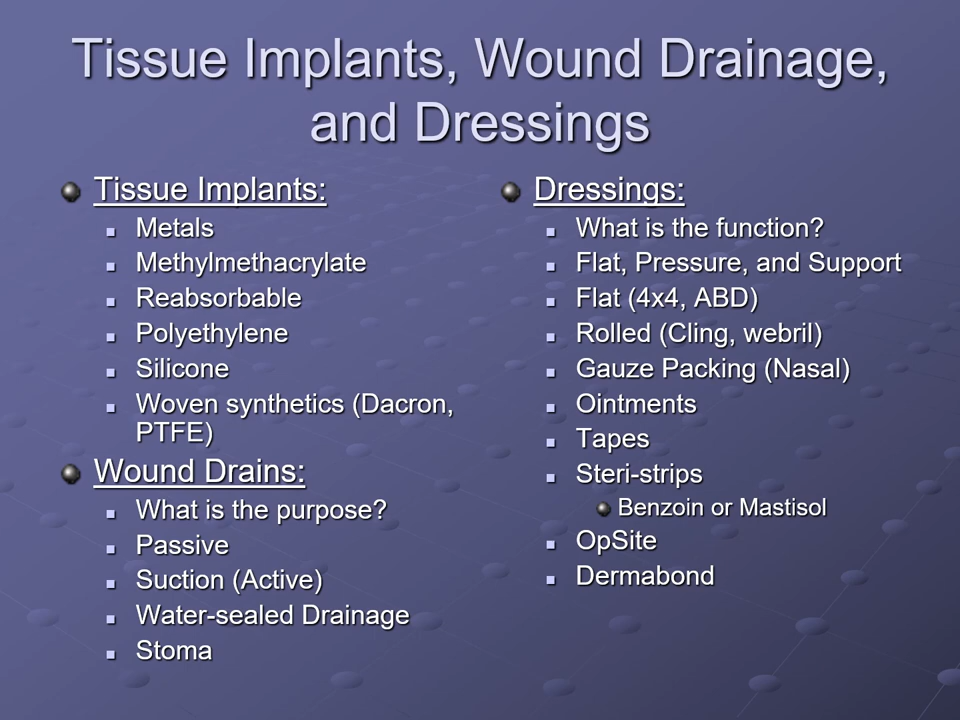 Tissue Implants, Wound Drainage,
and Dressings
Tissue Implants:
Metals
Methylmethacrylate
Reabsorbable
Polyethylene
Silicone
Woven synthetics (Dacron,
PTFE)
Wound Drains:
What is the purpose?
Passive
Suction (Active)
Water-sealed Drainage
Stoma
Dressings:
What is the function?
Flat, Pressure, and Support
Flat (4x4, ABD)
Rolled (Cling, webril)
Gauze Packing (Nasal)
Ointments
Tapes
Steri-strips
Benzoin or Mastisol
OpSite
Dermabond